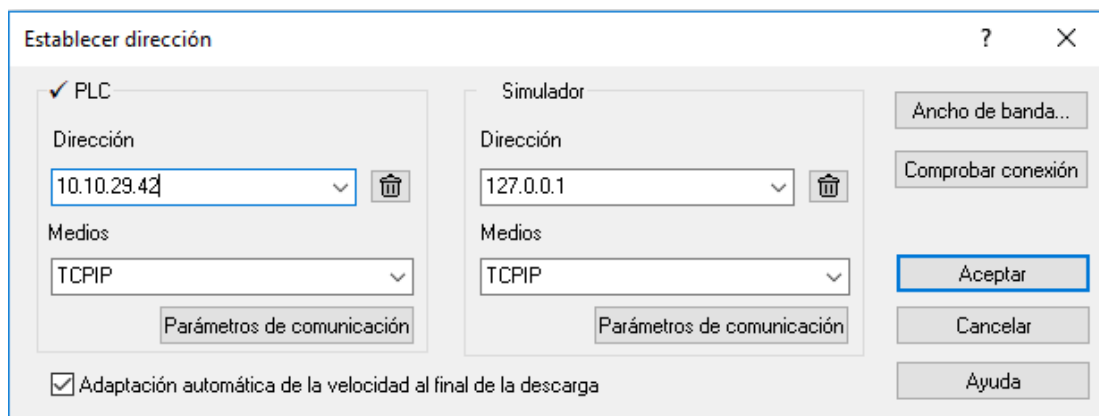 Establecer dirección
?
✓ PLC
Dirección
10.10.29.42
Medios
TCPIP
Parámetros de comunicación
Simulador
Dirección
127.0.0.1
Medios
TCPIP
Parámetros de comunicación
Adaptación automática de la velocidad al final de la descarga
Ancho de banda...
Comprobar conexión
Aceptar
Cancelar
Ayuda